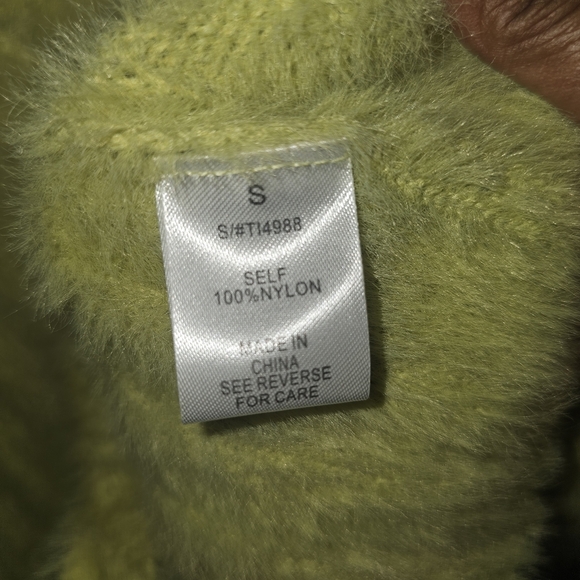 S
S/#TI4988
SELF
100%NYLON
MADE IN
CHINA
SEE REVERSE
FOR CARE